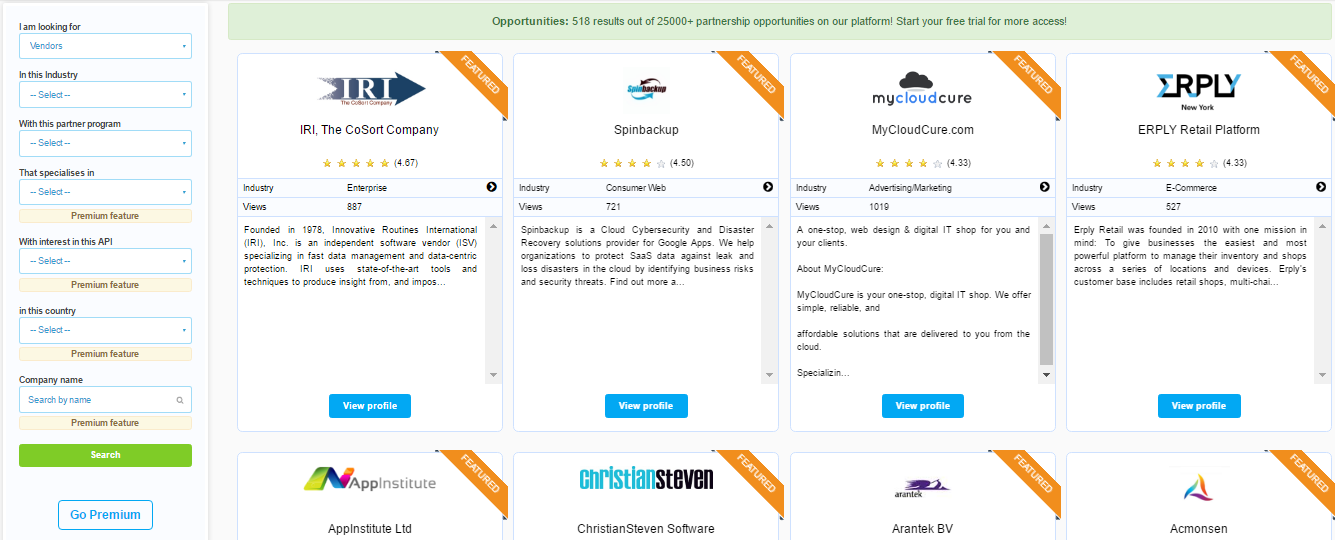 Opportunities: 518 results out of 25000+ partnership opportunities on our platform! Start your free trial for more access!
I am looking for
Vendors
In this Industry
-- Select --
With this partner program
-- Select --
That specialises in
-- Select --
Premium feature
With interest in this API
-- Select --
Premium feature
in this country
-- Select --
Premium feature
Company name
Search by name
Premium feature
Search
Go Premium
FEATURED
IRI
The CoSort Company
IRI, The CoSort Company
(4.67)
Industry Enterprise
Views 887
Founded in 1978, Innovative Routines International
(IRI), Inc. is an independent software vendor (ISV)
specializing in fast data management and data-centric
protection. IRI uses state-of-the-art tools and
techniques to produce insight from, and impos...
View profile
FEATURED
Spinbackup
Spinbackup
(4.50)
Industry Consumer Web
Views 721
Spinbackup is a Cloud Cybersecurity and Disaster
Recovery solutions provider for Google Apps. We help
organizations to protect SaaS data against leak and
loss disasters in the cloud by identifying business risks
and security threats. Find out more a...
View profile
FEATURED
mycloudcure
MyCloudCure.com
(4.33)
Industry Advertising/Marketing
Views 1019
A one-stop, web design & digital IT shop for you and
your clients.
About MyCloudCure:
MyCloudCure is your one-stop, digital IT shop. We offer
simple, reliable, and
affordable solutions that are delivered to you from the
cloud.
Specializin...
View profile
FEATURED
ERPLY
New York
ERPLY Retail Platform
(4.33)
Industry E-Commerce
Views 527
Erply Retail was founded in 2010 with one mission in
mind: To give businesses the easiest and most
powerful platform to manage their inventory and shops
across a series of locations and devices. Erply's
customer base includes retail shops, multi-chai...
View profile
FEATURED
AppInstitute
AppInstitute Ltd
FEATURED
christiansteven
ChristianSteven Software
FEATURED
arantek
Arantek BV
FEATURED
Acmonsen